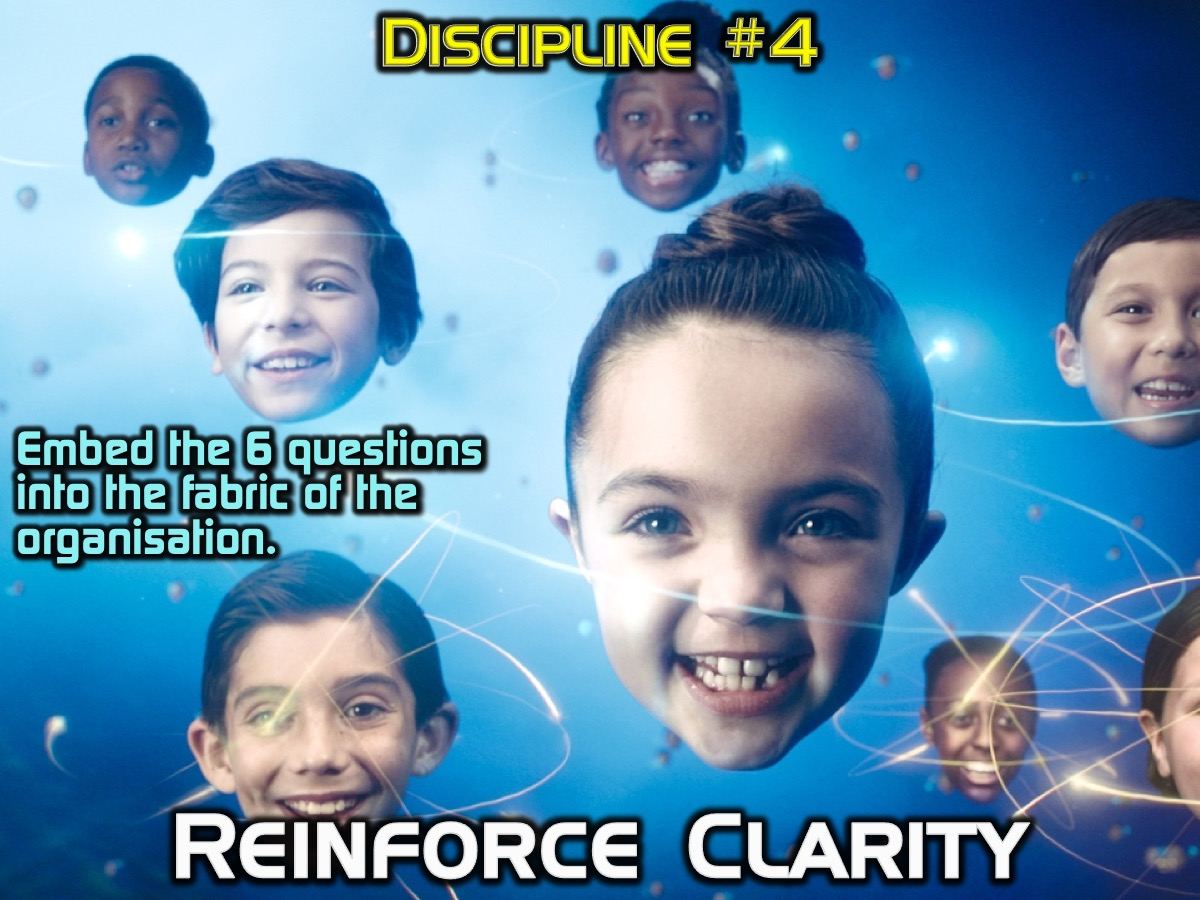 Discipline #4
Embed the 6 questions
into the fabric of the
organisation.
Reinforce Clarity